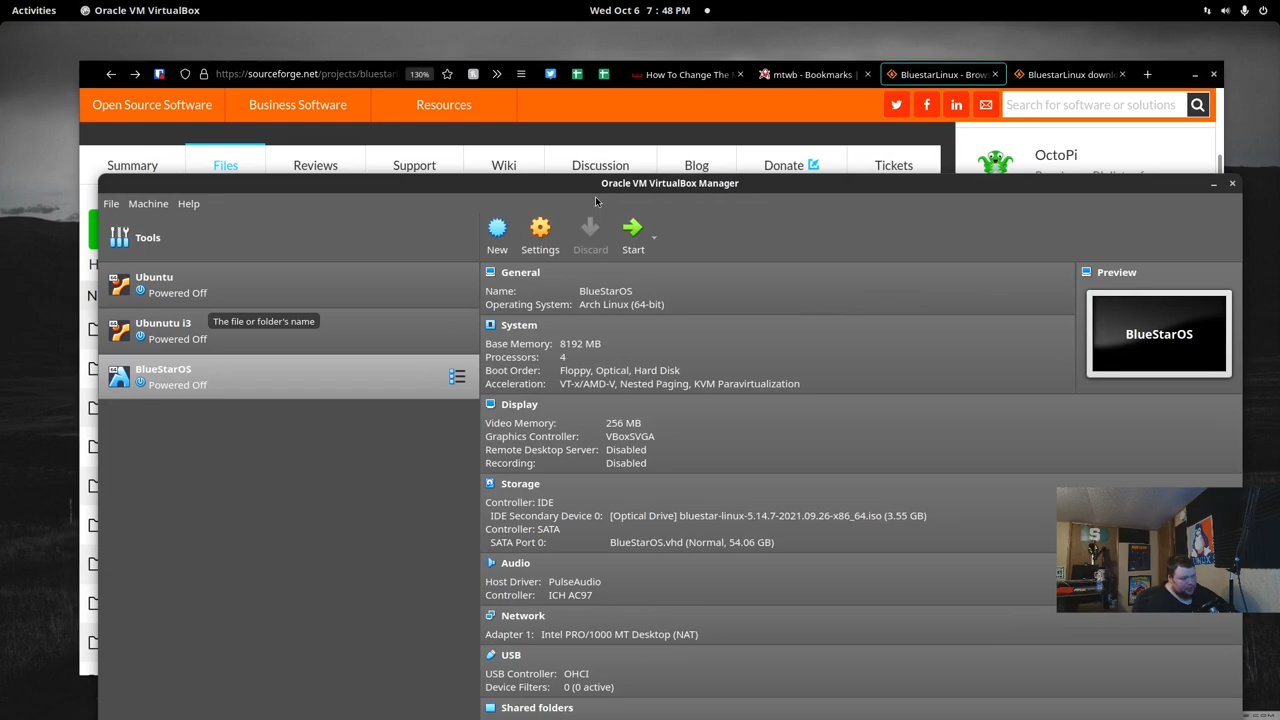 Activities
Oracle VM VirtualBox
Wed Oct 6 7 : 48 PM
https://sourceforge.net/projects/bluestarl
130%
How To Change The
mtwb - Bookmarks |
BluestarLinux - Brow
BluestarLinux downl
Open Source Software
Business Software
Resources
Search for software or solutions
Summary
Files
Reviews
Support
Wiki
Discussion
Blog
Donate
Tickets
OctoPi
Oracle VM VirtualBox Manager
File Machine Help
Tools
New
Settings
Discard
Start
Ubuntu
Powered Off
Ubunutu i3
Powered Off
The file or folder's name
BlueStarOS
Powered Off
General
Name: BlueStarOS
Operating System: Arch Linux (64-bit)
System
Base Memory: 8192 MB
Processors: 4
Boot Order: Floppy, Optical, Hard Disk
Acceleration: VT-x/AMD-V, Nested Paging, KVM Paravirtualization
Display
Video Memory: 256 MB
Graphics Controller: VBoxSVGA
Remote Desktop Server: Disabled
Recording: Disabled
Storage
Controller: IDE
IDE Secondary Device 0: [Optical Drive] bluestar-linux-5.14.7-2021.09.26-x86_64.iso (3.55 GB)
Controller: SATA
SATA Port 0: BlueStarOS.vhd (Normal, 54.06 GB)
Audio
Host Driver: PulseAudio
Controller: ICH AC97
Network
Adapter 1: Intel PRO/1000 MT Desktop (NAT)
USB
USB Controller: OHCI
Device Filters: 0 (0 active)
Shared folders
Preview
BlueStarOS